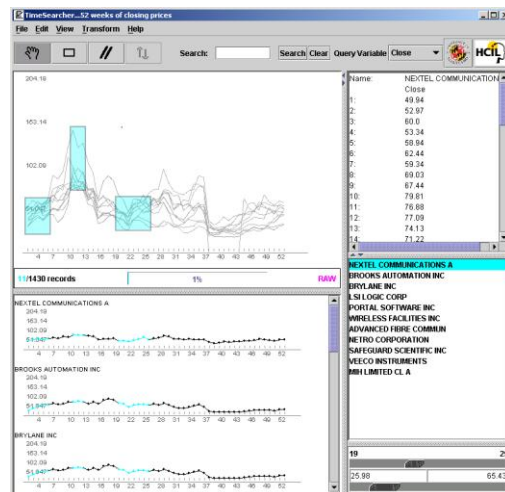 TimeSearcher...52 weeks of closing prices
File Edit View Transform Help
Search: Search Clear Query Variable Close
HCIL
204.19
153.14
102.09
4 7 10 13 16 19 22 25 28 31 34 37 40 43 46 49 52
11/1430 records 1% RAW
Name: NEXTEL COMMUNICATION
Close
1: 49.94
2: 52.97
3: 60.0
4: 53.34
5: 58.94
6: 62.44
7: 59.34
8: 69.03
9: 67.44
10: 79.81
11: 76.88
12: 77.09
13: 74.13
14: 71.22
NEXTEL COMMUNICATIONS A
204.19
153.14
102.09
4 7 10 13 16 19 22 25 28 31 34 37 40 43 46 49 52
BROOKS AUTOMATION INC
204.19
153.14
102.09
4 7 10 13 16 19 22 25 28 31 34 37 40 43 46 49 52
BRYLANE INC
204.19
153.14
102.09
4 7 10 13 16 19 22 25 28 31 34 37 40 43 46 49 52
NEXTEL COMMUNICATIONS A
BROOKS AUTOMATION INC
BRYLANE INC
LSI LOGIC CORP
PORTAL SOFTWARE INC
WIRELESS FACILITIES INC
ADVANCED FIBRE COMMUN
NETRO CORPORATION
SAFEGUARD SCIENTIFIC INC
VEECO INSTRUMENTS
MIH LIMITED CL A
19
25.98 65.43